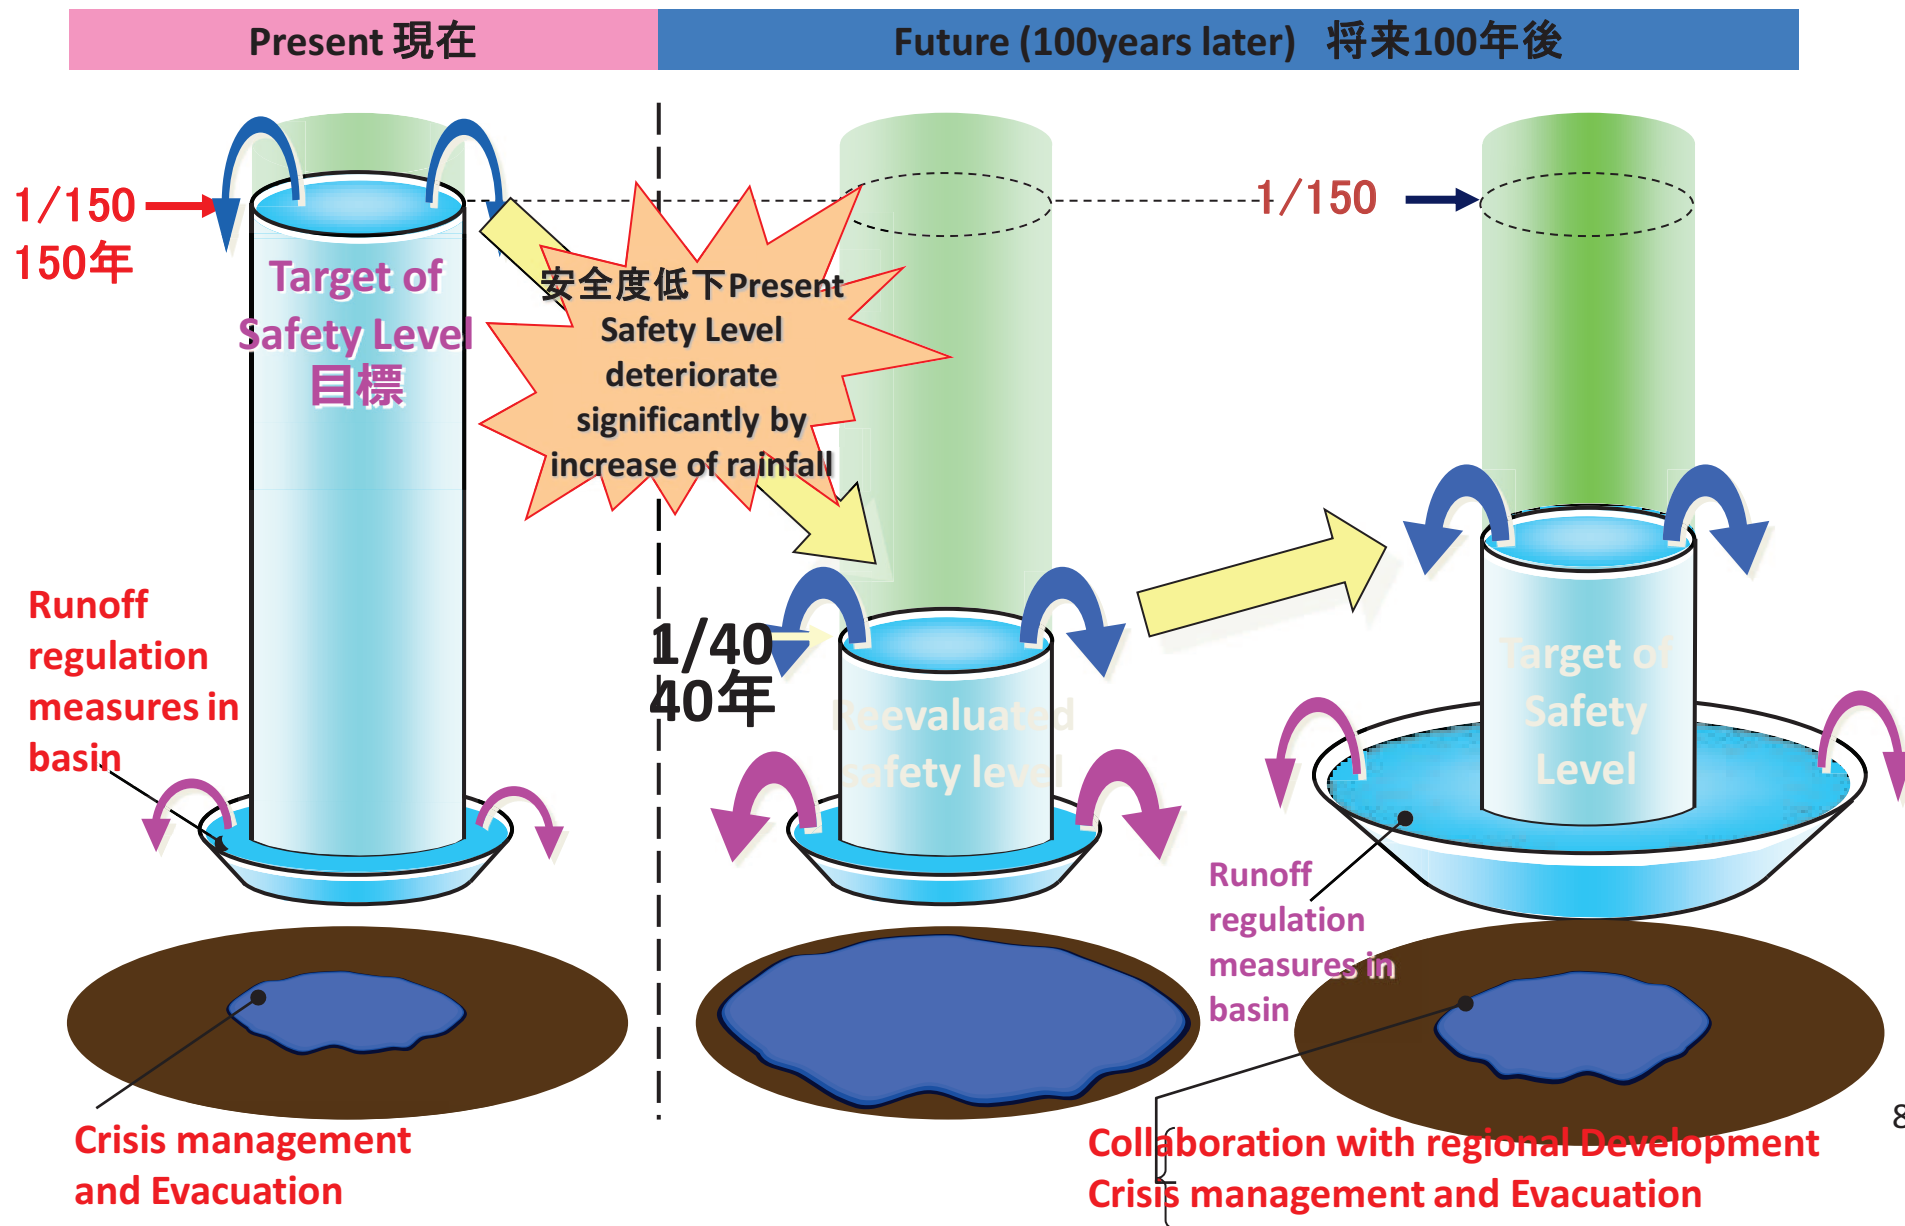 Present 現在
Future (100years later) 将来100年後
1/150
150年
Target of
Safety Level
目標
安全度低下Present
Safety Level
deteriorate
significantly by
increase of rainfall
1/150
Runoff
regulation
measures in
basin
1/40
40年
Reevaluated
safety level
Target of
Safety
Level
Runoff
regulation
measures in
basin
Crisis management
and Evacuation
Collaboration with regional Development
Crisis management and Evacuation
8